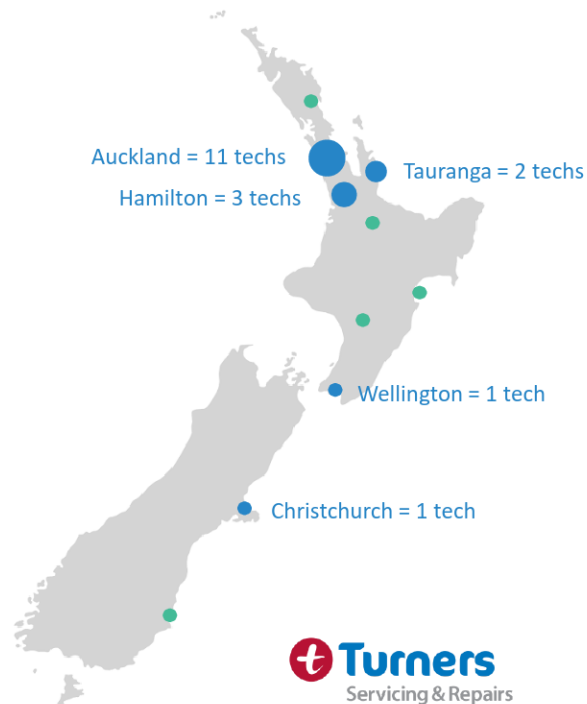 Auckland = 11 techs
Tauranga = 2 techs
Hamilton = 3 techs
Wellington = 1 tech
Christchurch = 1 tech
t Turners
Servicing & Repairs